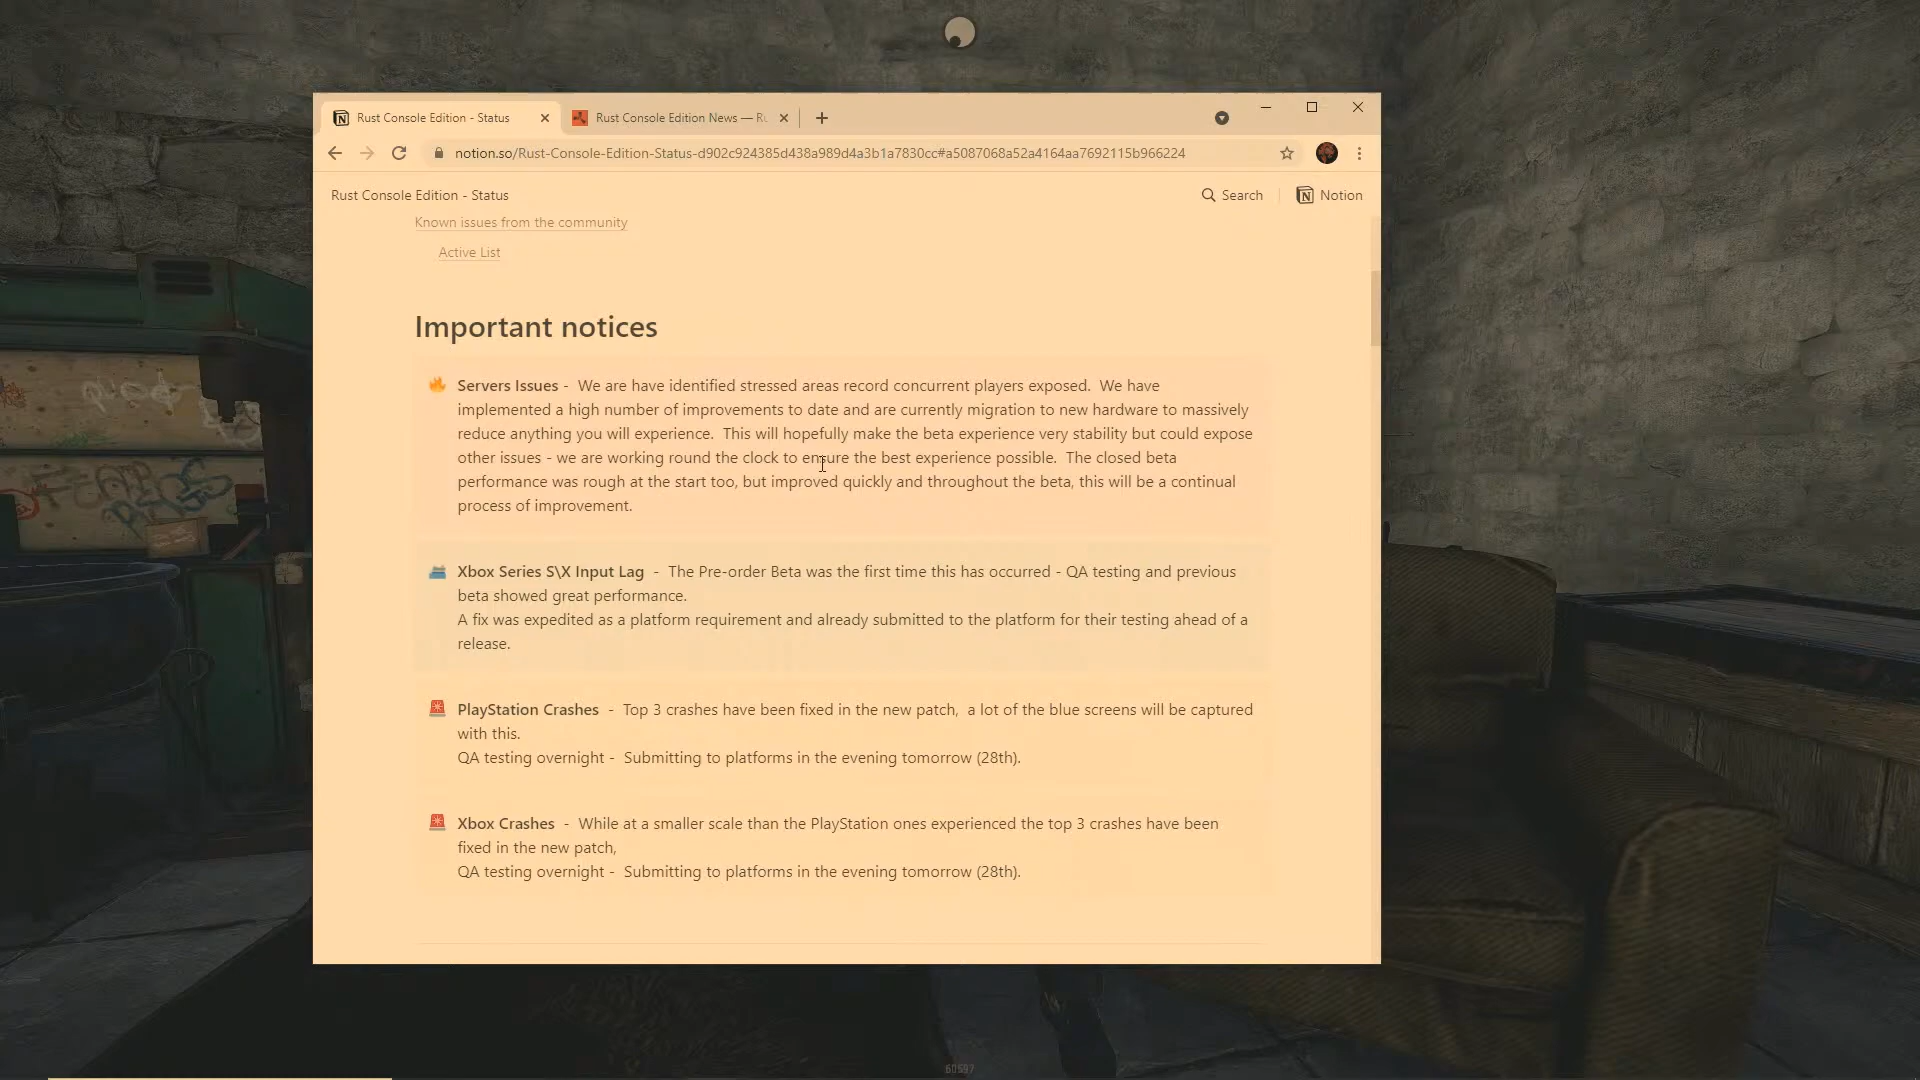 Rust Console Edition - Status
Rust Console Edition News — Ru
notion.so/Rust-Console-Edition-Status-d902c924385d438a989d4a3b1a7830cc#a5087068a52a4164aa7692115b966224
Rust Console Edition - Status
Search
Notion
Known issues from the community
Active List
Important notices
Servers Issues - We are have identified stressed areas record concurrent players exposed. We have
implemented a high number of improvements to date and are currently migration to new hardware to massively
reduce anything you will experience. This will hopefully make the beta experience very stability but could expose
other issues - we are working round the clock to ensure the best experience possible. The closed beta
performance was rough at the start too, but improved quickly and throughout the beta, this will be a continual
process of improvement.
Xbox Series S\X Input Lag - The Pre-order Beta was the first time this has occurred - QA testing and previous
beta showed great performance.
A fix was expedited as a platform requirement and already submitted to the platform for their testing ahead of a
release.
PlayStation Crashes - Top 3 crashes have been fixed in the new patch, a lot of the blue screens will be captured
with this.
QA testing overnight - Submitting to platforms in the evening tomorrow (28th).
Xbox Crashes - While at a smaller scale than the PlayStation ones experienced the top 3 crashes have been
fixed in the new patch,
QA testing overnight - Submitting to platforms in the evening tomorrow (28th).